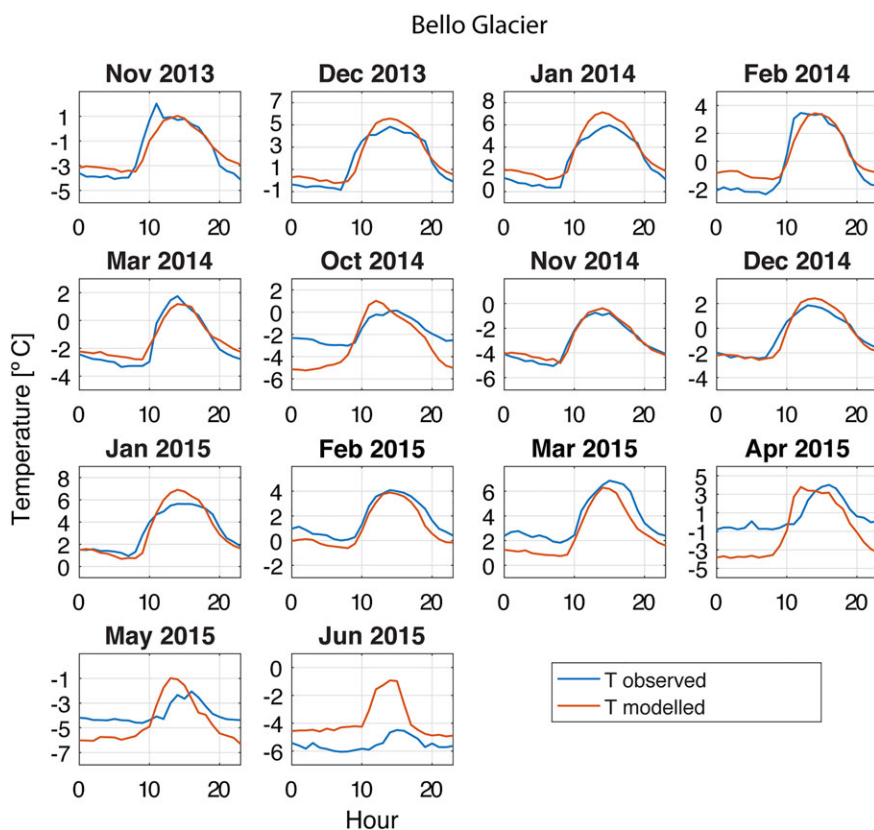 Bello Glacier
Nov 2013 Dec 2013 Jan 2014 Feb 2014
1 -1 -3 -5
7 5 3 1 -1
8 6 4 2 0
4 2 0 -2
0 10 20 0 10 20 0 10 20 0 10 20
Mar 2014 Oct 2014 Nov 2014 Dec 2014
2 0 -2 -4
2 0 -2 -4 -6
0 -2 -4 -6
4 2 0 -2 -4
0 10 20 0 10 20 0 10 20 0 10 20
Temperature [º C]
Jan 2015 Feb 2015 Mar 2015 Apr 2015
8 6 4 2 0
4 2 0 -2
6 4 2 0
5 3 1 -1 -3 -5
0 10 20 0 10 20 0 10 20 0 10 20
May 2015 Jun 2015
-1 -3 -5 -7
0 -2 -4 -6
0 10 20 0 10 20
Hour
T observed
T modelled